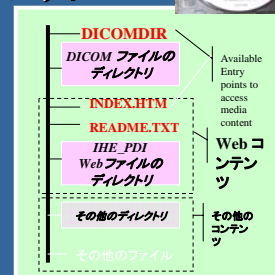 DICOMDIR
DICOM ファイルの
ディレクトリ
INDEX.HTM
README.TXT
IHE_PDI
Webファイルの
ディレクトリ
その他のディレクトリ
その他のファイル
Available
Entry
points to
access
media
content
Web コ
ンテン
ツ
その他の
コンテン
ツ